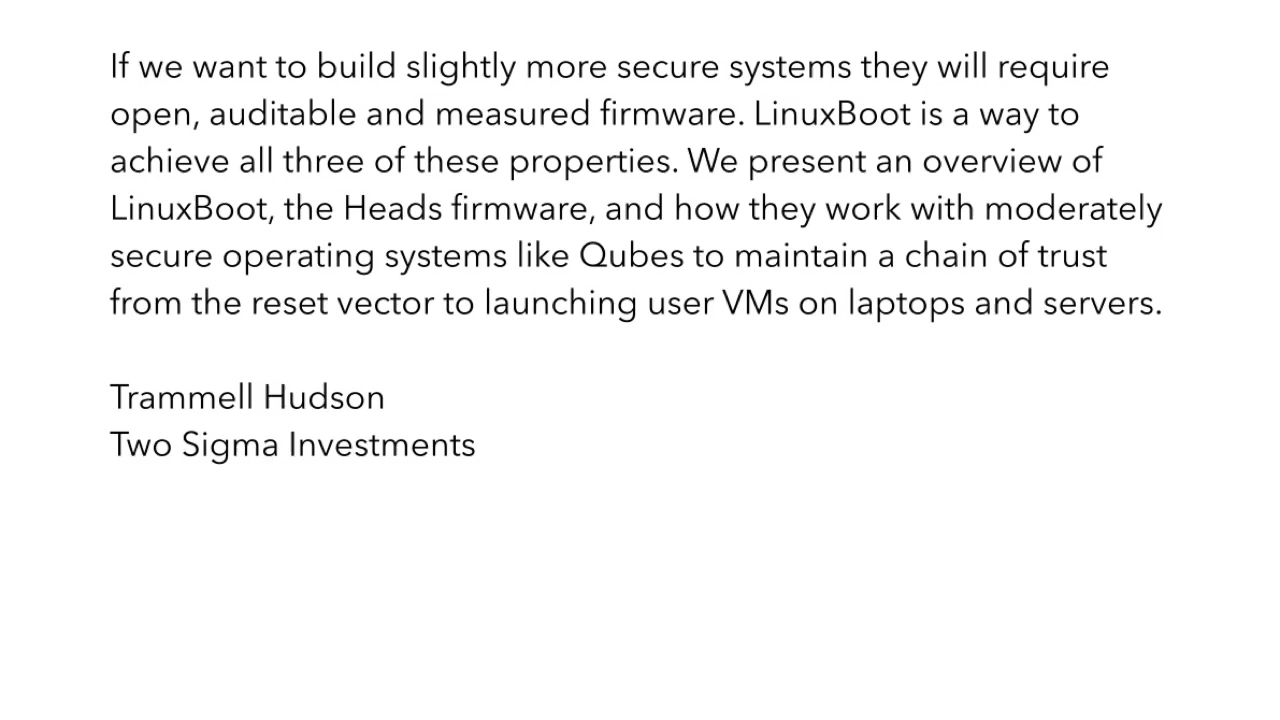 If we want to build slightly more secure systems they will require
open, auditable and measured firmware. LinuxBoot is a way to
achieve all three of these properties. We present an overview of
LinuxBoot, the Heads firmware, and how they work with moderately
secure operating systems like Qubes to maintain a chain of trust
from the reset vector to launching user VMs on laptops and servers.
Trammell Hudson
Two Sigma Investments